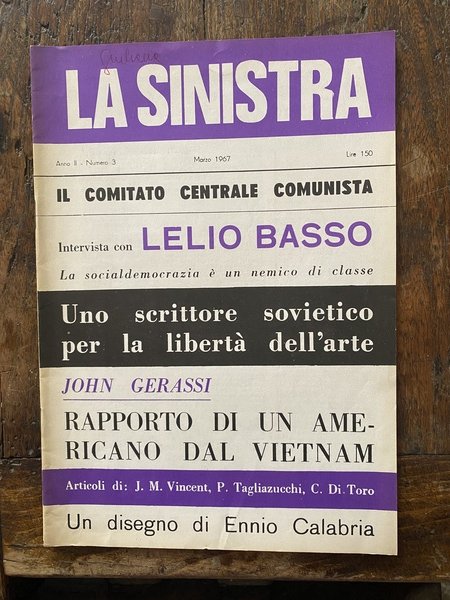 LA SINISTRA
Anno II - Numero 3 Marzo 1967 Lire 150
IL COMITATO CENTRALE COMUNISTA
Intervista con LELIO BASSO
La socialdemocrazia è un nemico di classe
Uno scrittore sovietico
per la libertà dell'arte
JOHN GERASSI
RAPPORTO DI UN AME-
RICANO DAL VIETNAM
Articoli di: J. M. Vincent, P. Tagliazucchi, C. Di Toro
Un disegno di Ennio Calabria